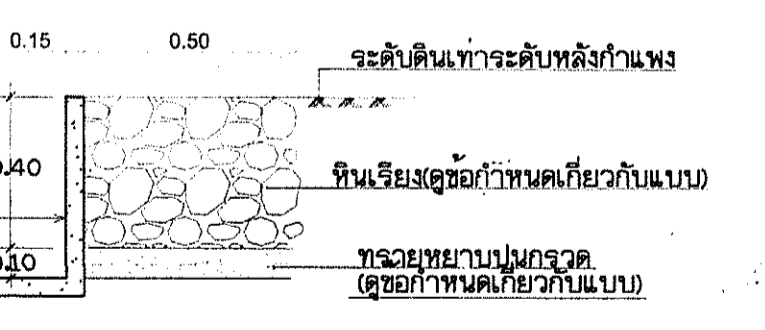 0.15 0.50
ระดับดินเท่าระดับหลังกำแพง
0.40
หินเรียง(ดูข้อกำหนดเกี่ยวกับแบบ)
0.10
ทรายหยาบปนกรวด
(ดูข้อกำหนดเกี่ยวกับแบบ)